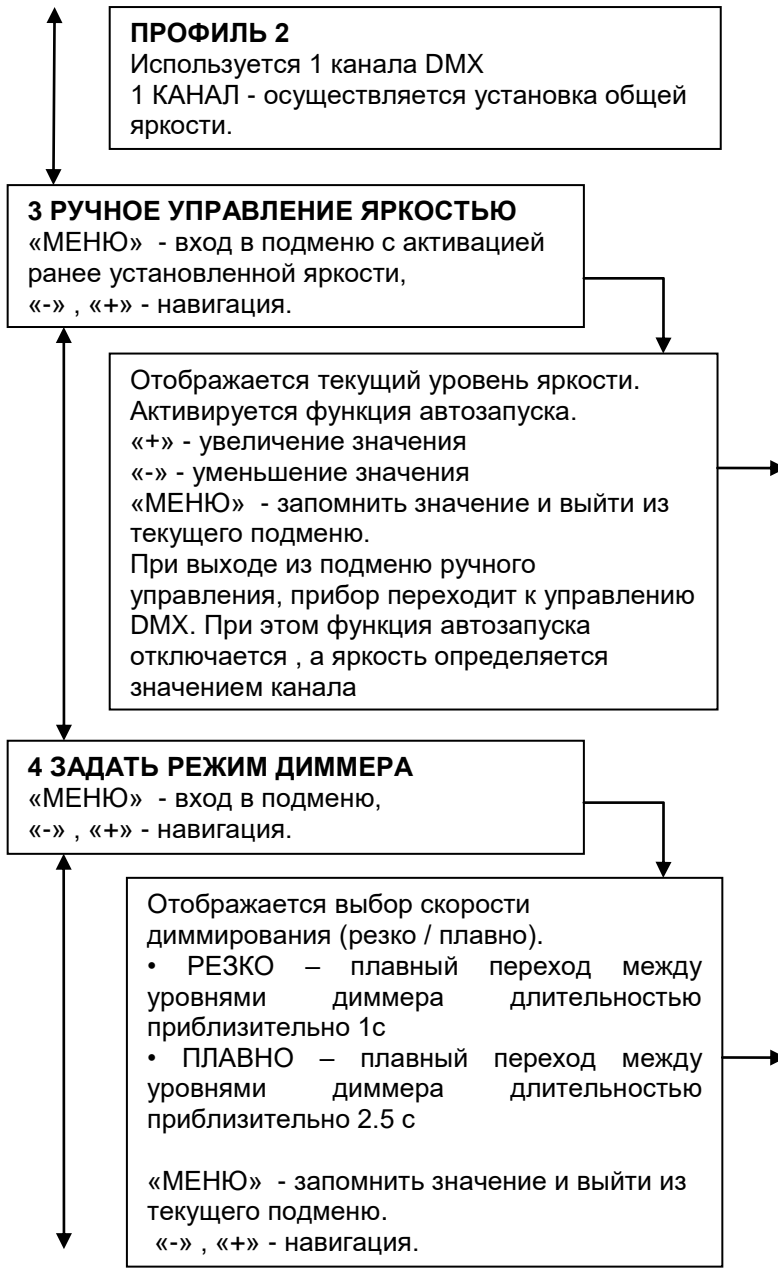 ПРОФИЛЬ 2
Используется 1 канала DMX
1 КАНАЛ - осуществляется установка общей
яркости.
3 РУЧНОЕ УПРАВЛЕНИЕ ЯРКОСТЬЮ
«МЕНЮ» - вход в подменю с активацией
ранее установленной яркости,
«-» , «+» - навигация.
Отображается текущий уровень яркости.
Активируется функция автозапуска.
«+» - увеличение значения
«-» - уменьшение значения
«МЕНЮ» - запомнить значение и выйти из
текущего подменю.
При выходе из подменю ручного
управления, прибор переходит к управлению
DMX. При этом функция автозапуска
отключается , а яркость определяется
значением канала
4 ЗАДАТЬ РЕЖИМ ДИММЕРА
«МЕНЮ» - вход в подменю,
«-» , «+» - навигация.
Отображается выбор скорости
диммирования (резко / плавно).
• РЕЗКО – плавный переход между
уровнями диммера длительностью
приблизительно 1с
• ПЛАВНО – плавный переход между
уровнями диммера длительностью
приблизительно 2.5 с
«МЕНЮ» - запомнить значение и выйти из
текущего подменю.
«-» , «+» - навигация.